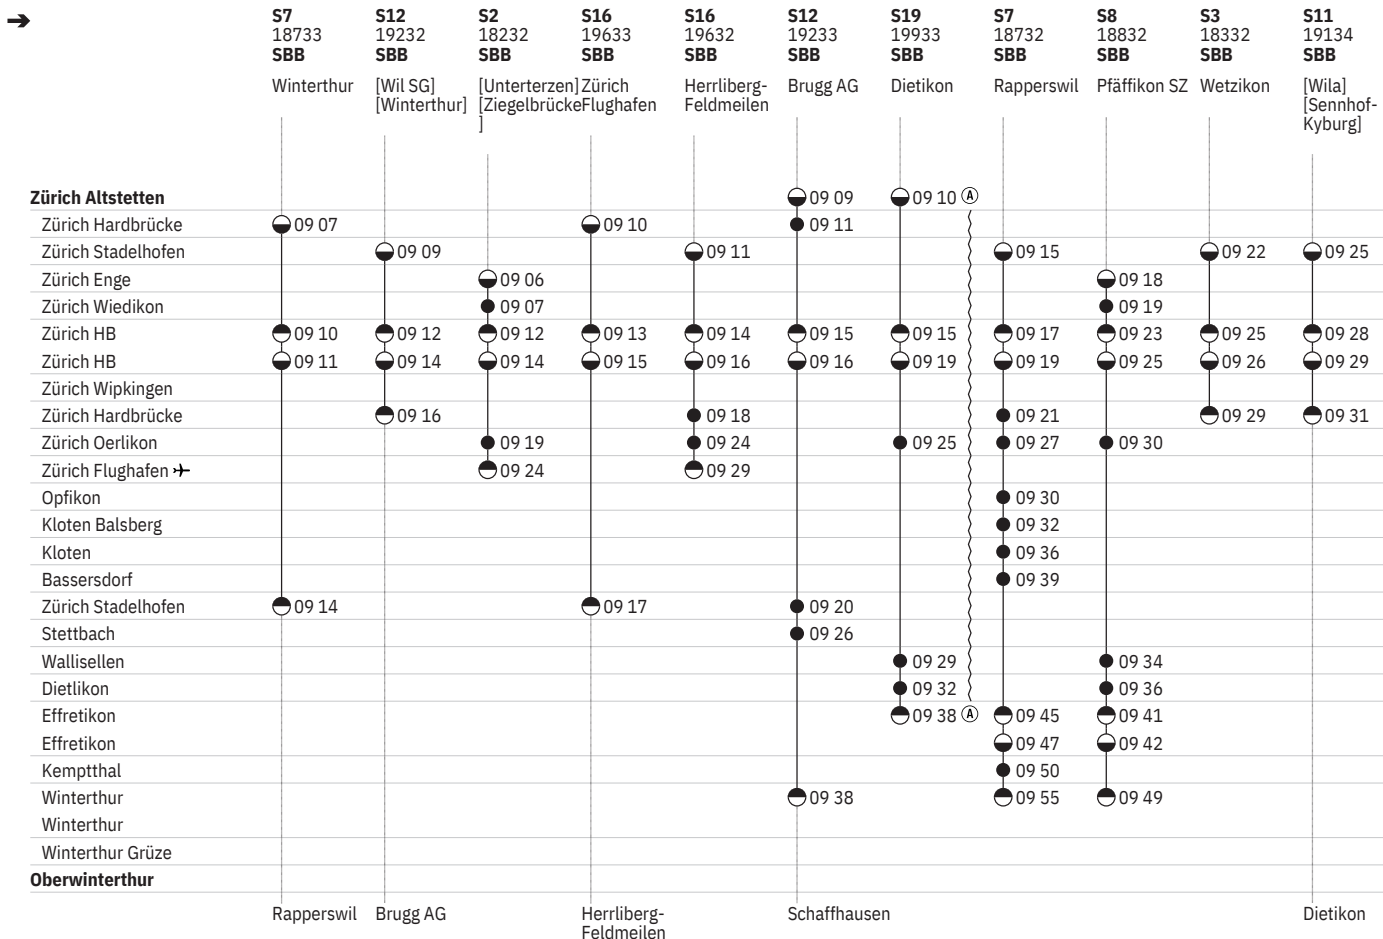 ➔ S7 S12 S2 S16 S16 S12 S19 S7 S8 S3 S11
18733 19232 18232 19633 19632 19233 19933 18732 18832 18332 19134
SBB SBB SBB SBB SBB SBB SBB SBB SBB SBB SBB
Winterthur [Wil SG] [Unterterzen] Zürich Herrliberg- Brugg AG Dietikon Rapperswil Pfäffikon SZ Wetzikon [Wila]
[Winterthur] [Ziegelbrücke Flughafen Feldmeilen [Sennhof-
] Kyburg]
Zürich Altstetten 09 09 09 10 A
Zürich Hardbrücke 09 07 09 10 09 11
Zürich Stadelhofen 09 09 09 11 09 15 09 22 09 25
Zürich Enge 09 06 09 18
Zürich Wiedikon 09 07 09 19
Zürich HB 09 10 09 12 09 12 09 13 09 14 09 15 09 15 09 17 09 23 09 25 09 28
Zürich HB 09 11 09 14 09 14 09 15 09 16 09 16 09 19 09 19 09 25 09 26 09 29
Zürich Wipkingen
Zürich Hardbrücke 09 16 09 18 09 21 09 29 09 31
Zürich Oerlikon 09 19 09 24 09 25 09 27 09 30
Zürich Flughafen 09 24 09 29
Opfikon 09 30
Kloten Balsberg 09 32
Kloten 09 36
Bassersdorf 09 39
Zürich Stadelhofen 09 14 09 17 09 20
Stettbach 09 26
Wallisellen 09 29 09 34
Dietlikon 09 32 09 36
Effretikon 09 38 A 09 45 09 41
Effretikon 09 47 09 42
Kemptthal 09 50
Winterthur 09 38 09 55 09 49
Winterthur
Winterthur Grüze
Oberwinterthur
Rapperswil Brugg AG Herrliberg- Schaffhausen Dietikon
Feldmeilen